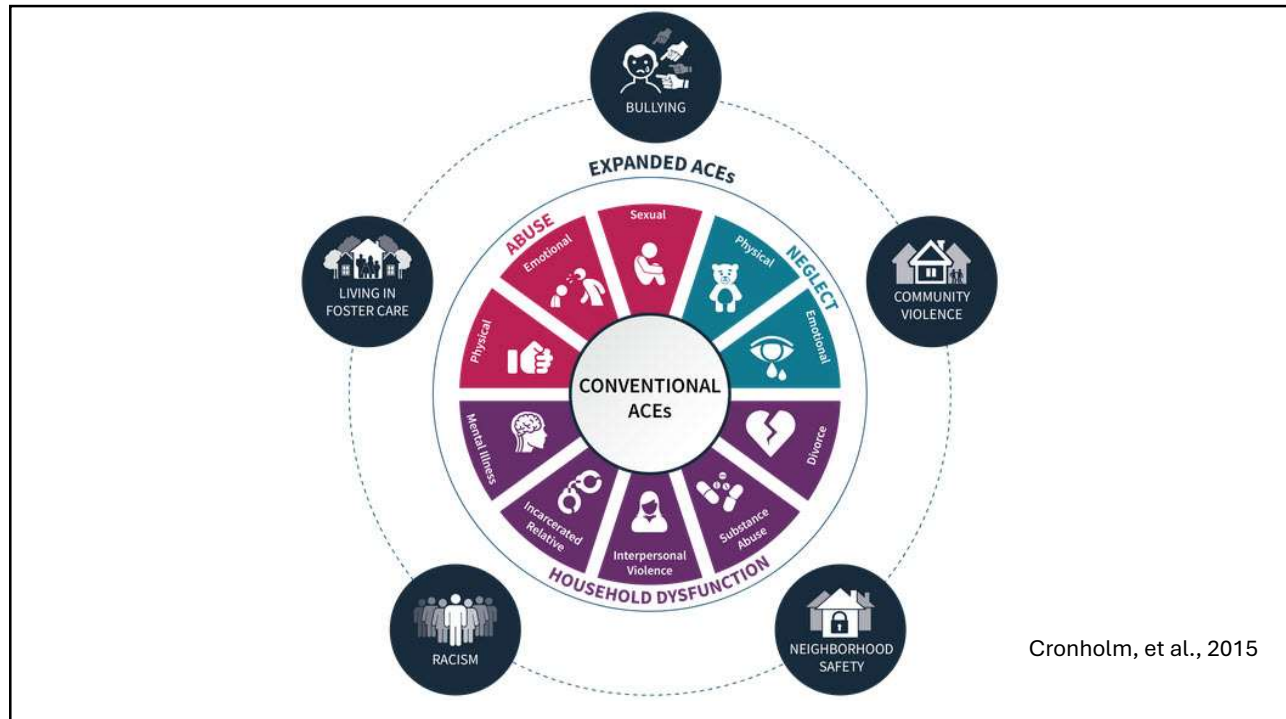 BULLYING
EXPANDED ACEs
LIVING IN
FOSTER CARE
COMMUNITY
VIOLENCE
ABUSE
Physical
Emotional
Sexual
NEGLECT
Physical
Emotional
CONVENTIONAL
ACEs
Mental Illness
Incarcerated
Relative
Interpersonal
Violence
Substance
Abuse
Divorce
HOUSEHOLD DYSFUNCTION
RACISM
NEIGHBORHOOD
SAFETY
Cronholm, et al., 2015